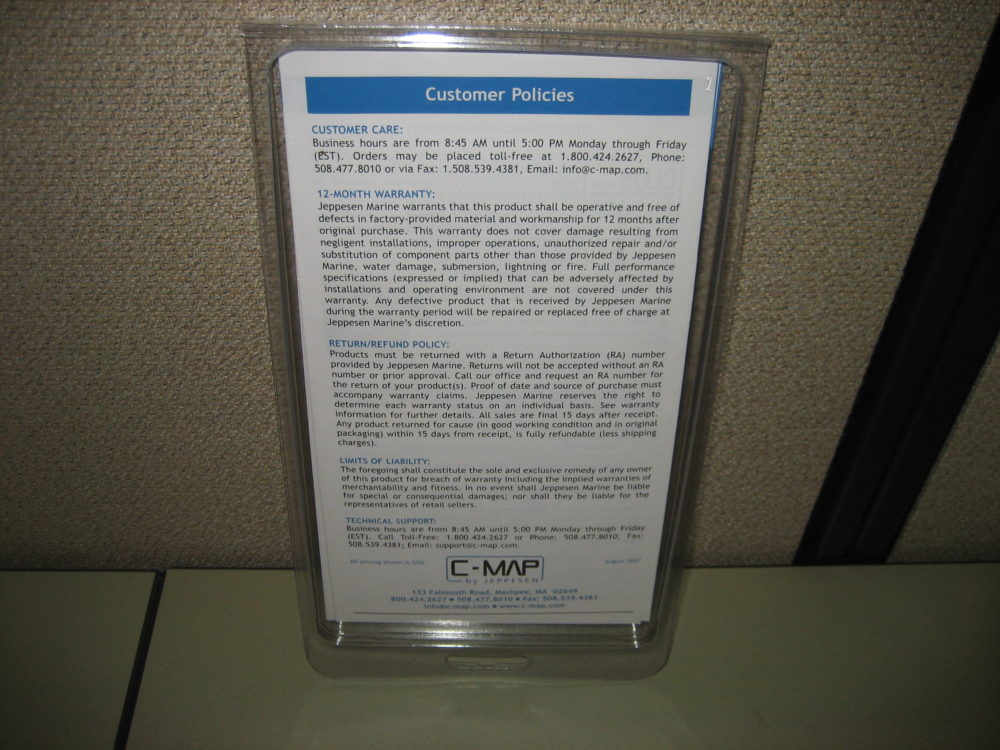 Customer Policies
CUSTOMER CARE:
Business hours are from 8:45 AM until 5:00 PM Monday through Friday
(EST). Orders may be placed toll-free at 1.800.424.2627, Phone:
508.477.8010 or via Fax: 1.508.539.4381, Email: info@c-map.com.
12-MONTH WARRANTY:
Jeppesen Marine warrants that this product shall be operative and free of
defects in factory-provided material and workmanship for 12 months after
original purchase. This warranty does not cover damage resulting from
negligent installations, improper operations, unauthorized repair and/or
substitution of component parts other than those provided by Jeppesen
Marine, water damage, submersion, lightning or fire. Full performance
specifications (expressed or implied) that can be adversely affected by
installations and operating environment are not covered under this
warranty. Any defective product that is received by Jeppesen Marine
during the warranty period will be repaired or replaced free of charge at
Jeppesen Marine's discretion.
RETURN/REFUND POLICY:
Products must be returned with a Return Authorization (RA) number
provided by Jeppesen Marine. Returns will not be accepted without an RA
number or prior approval. Call our office and request an RA number for
the return of your product(s). Proof of date and source of purchase must
accompany warranty claims. Jeppesen Marine reserves the right to
determine each warranty status on an individual basis. See warranty
information for further details. All sales are final 15 days after receipt.
Any product returned for cause (in good working condition and in original
packaging) within 15 days from receipt, is fully refundable (less shipping
charges).
LIMITS OF LIABILITY:
The foregoing shall constitute the sole and exclusive remedy of any owner
of this product for breach of warranty including the implied warranties of
merchantability and fitness. In no event shall Jeppesen Marine be liable
for special or consequential damages; nor shall they be liable for the
representatives of retail sellers.
TECHNICAL SUPPORT:
Business hours are from 8:45 AM until 5:00 PM Monday through Friday
(EST). Call Toll-Free: 1.800.424.2627 or Phone: 508.477.8010; Fax:
508.539.4381; Email: support@c-map.com.
All pricing shown in USD.
C-MAP
by JEPPESEN
August 2007
133 Falmouth Road, Mashpee, MA 02649
800.424.2627 • 508.477.8010 • Fax: 508.539.4381
info@c-map.com • www.c-map.com